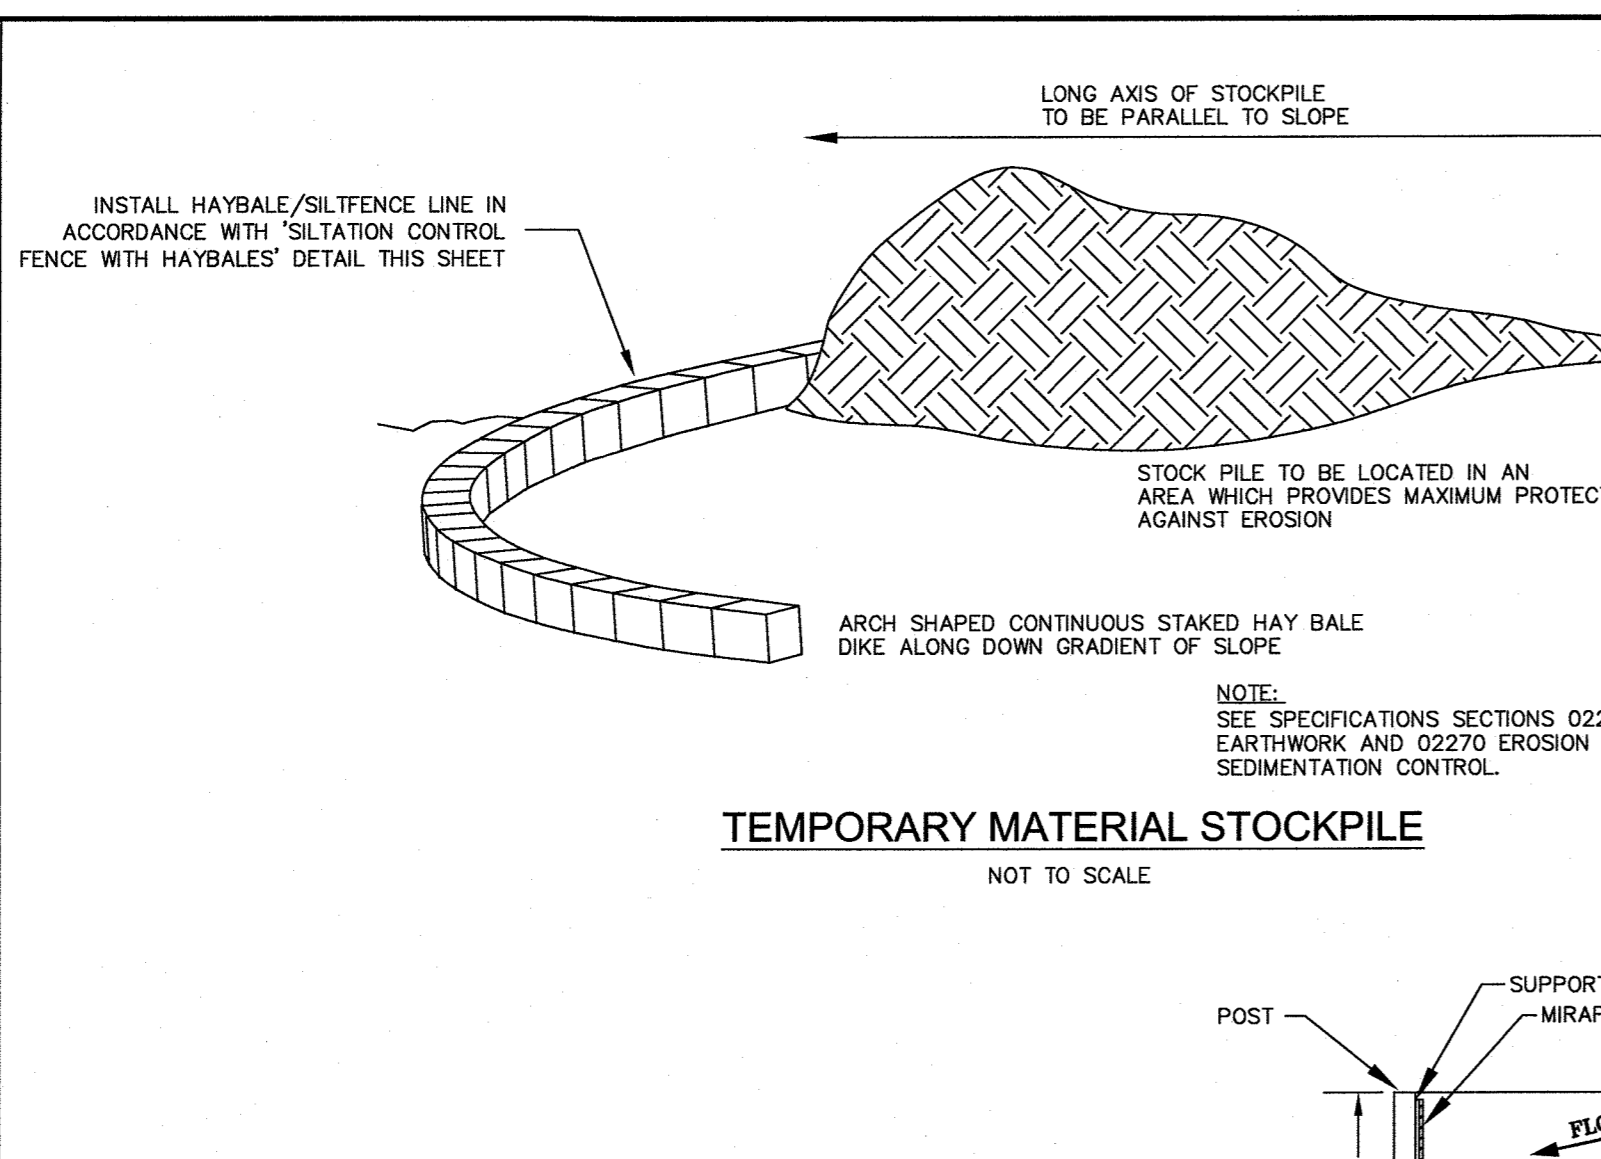 LONG AXIS OF STOCKPILE
TO BE PARALLEL TO SLOPE
INSTALL HAYBALE/SILTFENCE LINE IN
ACCORDANCE WITH 'SILTATION CONTROL
FENCE WITH HAYBALES' DETAIL THIS SHEET
STOCK PILE TO BE LOCATED IN AN
AREA WHICH PROVIDES MAXIMUM
AGAINST EROSION
ARCH SHAPED CONTINUOUS STAKED HAY BALE
DIKE ALONG DOWN GRADIENT OF SLOPE
NOTE:
SEE SPECIFICATIONS SECTIONS
EARTHWORK AND 02270 EROSION
SEDIMENTATION CONTROL.
TEMPORARY MATERIAL STOCKPILE
NOT TO SCALE
POST